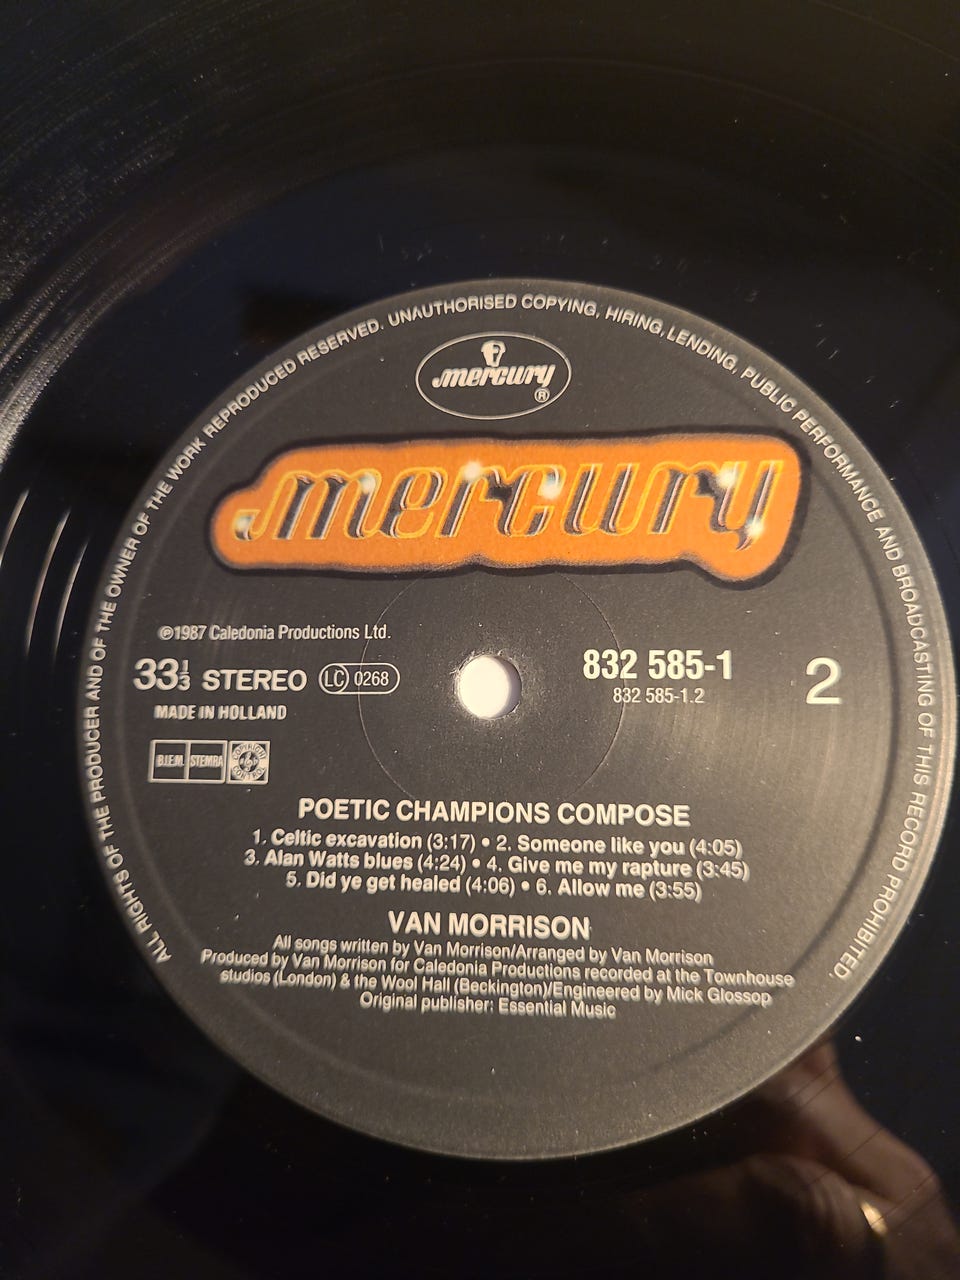 ALL RIGHTS OF THE PRODUCER AND OF THE OWNER OF THE WORK REPRODUCED RESERVED. UNAUTHORISED COPYING, HIRING, LENDING, PUBLIC PERFORMANCE AND BROADCASTING OF THIS RECORD PROHIBITED.
mercury
®
mercury
℗1987 Caledonia Productions Ltd.
33⅓ STEREO LC 0268
MADE IN HOLLAND
B.I.E.M. STEMRA
832 585-1
832 585-1.2
2
POETIC CHAMPIONS COMPOSE
1. Celtic excavation (3:17) • 2. Someone like you (4:05)
3. Alan Watts blues (4:24) • 4. Give me my rapture (3:45)
5. Did ye get healed (4:06) • 6. Allow me (3:55)
VAN MORRISON
All songs written by Van Morrison/Arranged by Van Morrison
Produced by Van Morrison for Caledonia Productions recorded at the Townhouse
studios (London) & the Wool Hall (Beckington)/Engineered by Mick Glossop
Original publisher: Essential Music